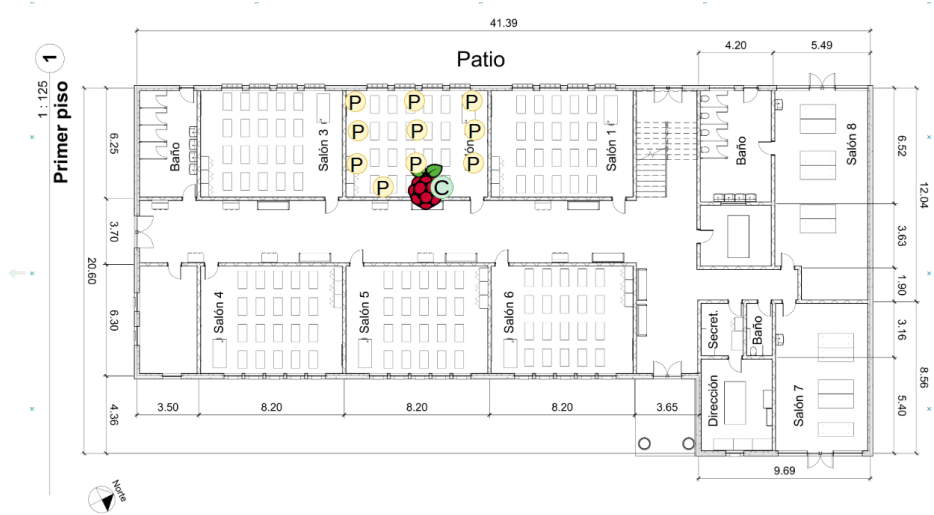 41.39
4.20
5.49
Patio
1
1 : 125
Primer piso
6.25
3.70
20.60
6.30
4.36
Baño
Salón 3
P
P
P
P
P
P
P
P
P
P
C
Salón 1
Baño
Salón 8
6.52
12.04
3.63
1.90
3.16
8.56
5.40
Salón 4
Salón 5
Salón 6
Secret.
Baño
Dirección
Salón 7
3.50
8.20
8.20
8.20
3.65
9.69
Norte